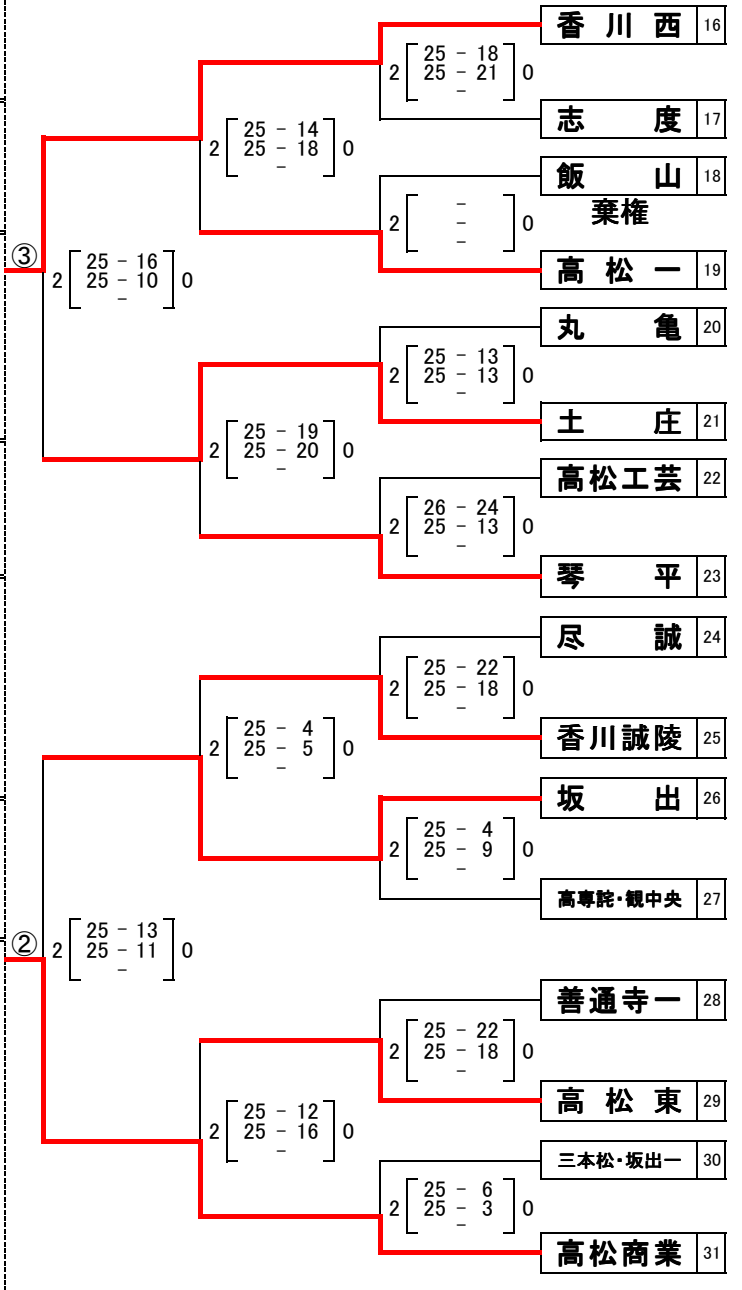 香川西 16
2 25 - 18 0
25 - 21
-
志度 17
2 25 - 14 0
25 - 18
-
飯山 18
棄権
2 - 0
-
-
高松一 19
③
2 25 - 16 0
25 - 10
-
丸亀 20
2 25 - 13 0
25 - 13
-
土庄 21
2 25 - 19 0
25 - 20
-
高松工芸 22
2 26 - 24 0
25 - 13
-
琴平 23
尽誠 24
2 25 - 22 0
25 - 18
-
香川誠陵 25
2 25 - 4 0
25 - 5
-
坂出 26
2 25 - 4 0
25 - 9
-
高専詫・観中央 27
②
2 25 - 13 0
25 - 11
-
善通寺一 28
2 25 - 22 0
25 - 18
-
高松東 29
2 25 - 12 0
25 - 16
-
三本松・坂出一 30
2 25 - 6 0
25 - 3
-
高松商業 31